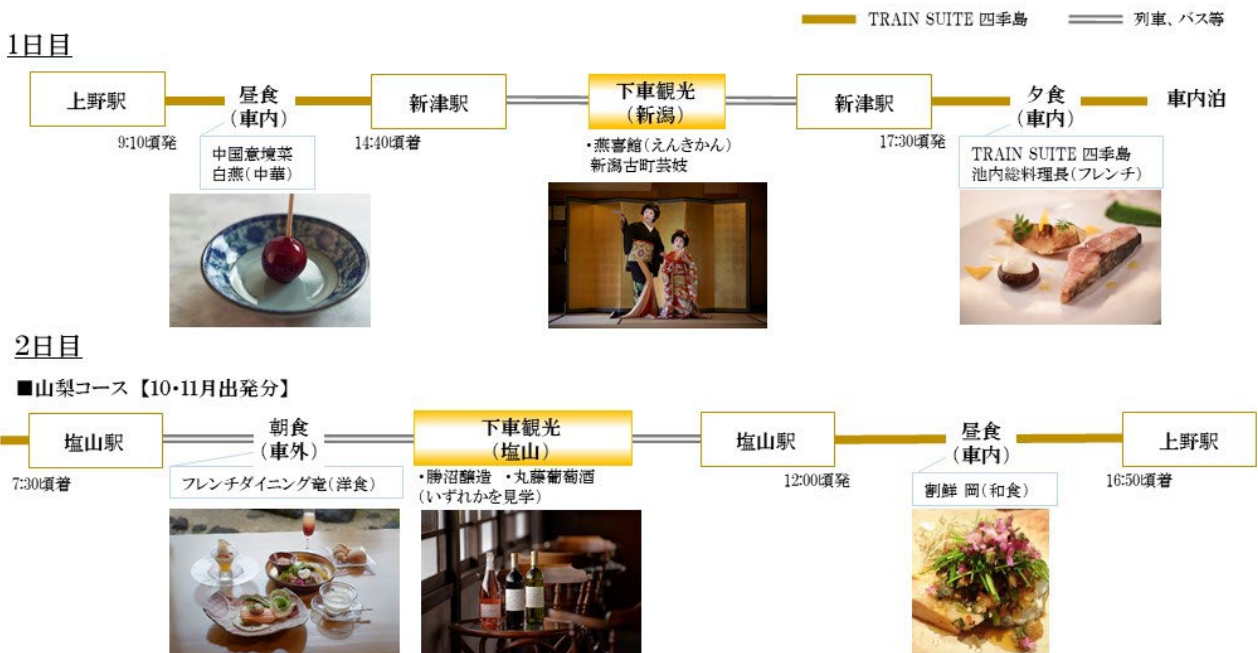 TRAIN SUITE 四季島
列車、バス等
1日目
上野駅
9:10頃発
昼食
(車内)
中国意境菜
白燕(中華)
新津駅
14:40頃着
下車観光
(新潟)
・燕喜館(えんきかん)
新潟古町芸妓
新津駅
17:30頃発
夕食
(車内)
TRAIN SUITE 四季島
池内総料理長(フレンチ)
車内泊
2日目
■山梨コース【10・11月出発分】
塩山駅
7:30頃着
朝食
(車外)
フレンチダイニング竜(洋食)
下車観光
(塩山)
・勝沼醸造 ・丸藤葡萄酒
(いずれかを見学)
塩山駅
12:00頃発
昼食
(車内)
割鮮 岡(和食)
上野駅
16:50頃着